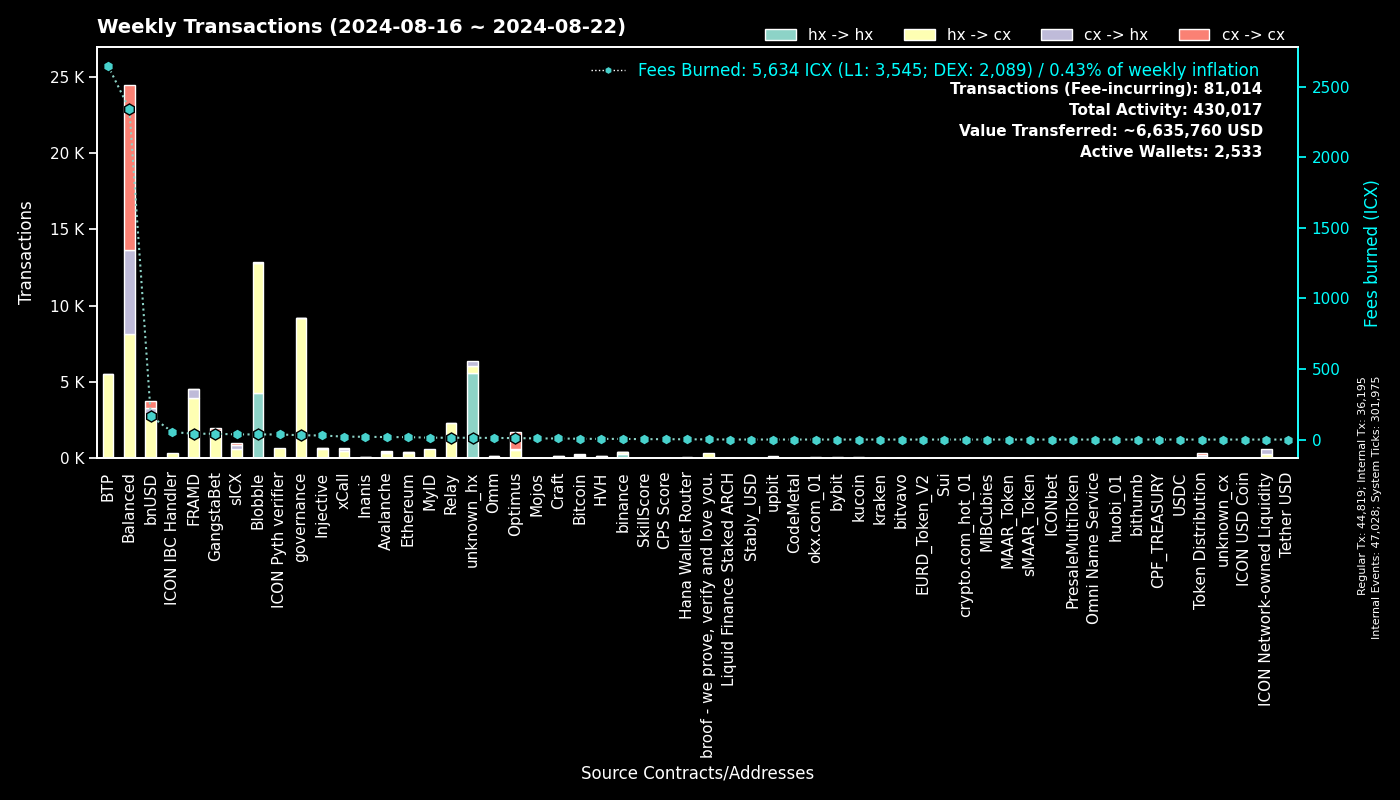 Weekly Transactions (2024-08-16 ~ 2024-08-22)
hx -> hx
hx -> cx
cx -> hx
cx -> cx
Fees Burned: 5,634 ICX (L1: 3,545; DEX: 2,089) / 0.43% of weekly inflation
Transactions (Fee-incurring): 81,014
Total Activity: 430,017
Value Transferred: ~6,635,760 USD
Active Wallets: 2,533
Transactions
25 K
20 K
15 K
10 K
5 K
0 K
2500
2000
1500
1000
500
0
Fees burned (ICX)
Regular Tx: 44,819; Internal Tx: 36,195
Internal Events: 47,028; System Ticks: 301,975
BTP
Balanced
bnUSD
ICON IBC Handler
FRAMD
GangstaBet
sICX
Blobble
ICON Pyth verifier
governance
Injective
xCall
Inanis
Avalanche
Ethereum
MyID
Relay
unknown_hx
Omm
Optimus
Mojos
Craft
Bitcoin
HVH
binance
SkillScore
CPS Score
Hana Wallet Router
broof - we prove, verify and love you.
Liquid Finance Staked ARCH
Stably_USD
upbit
CodeMetal
okx.com_01
bybit
kucoin
kraken
bitvavo
EURD_Token_V2
Sui
crypto.com_hot_01
MIBCubies
MAAR_Token
sMAAR_Token
ICONbet
PresaleMultiToken
Omni Name Service
huobi_01
bithumb
CPF_TREASURY
USDC
Token Distribution
unknown_cx
ICON USD Coin
ICON Network-owned Liquidity
Tether USD
Source Contracts/Addresses